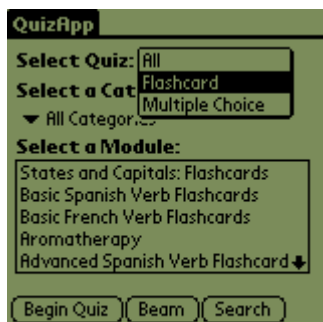 QuizApp
Select Quiz: All
Flashcard
Select a Cat
Multiple Choice
All Categor
Select a Module:
States and Capitals: Flashcards
Basic Spanish Verb Flashcards
Basic French Verb Flashcards
Aromatherapy
Advanced Spanish Verb Flashcard
Begin Quiz Beam Search